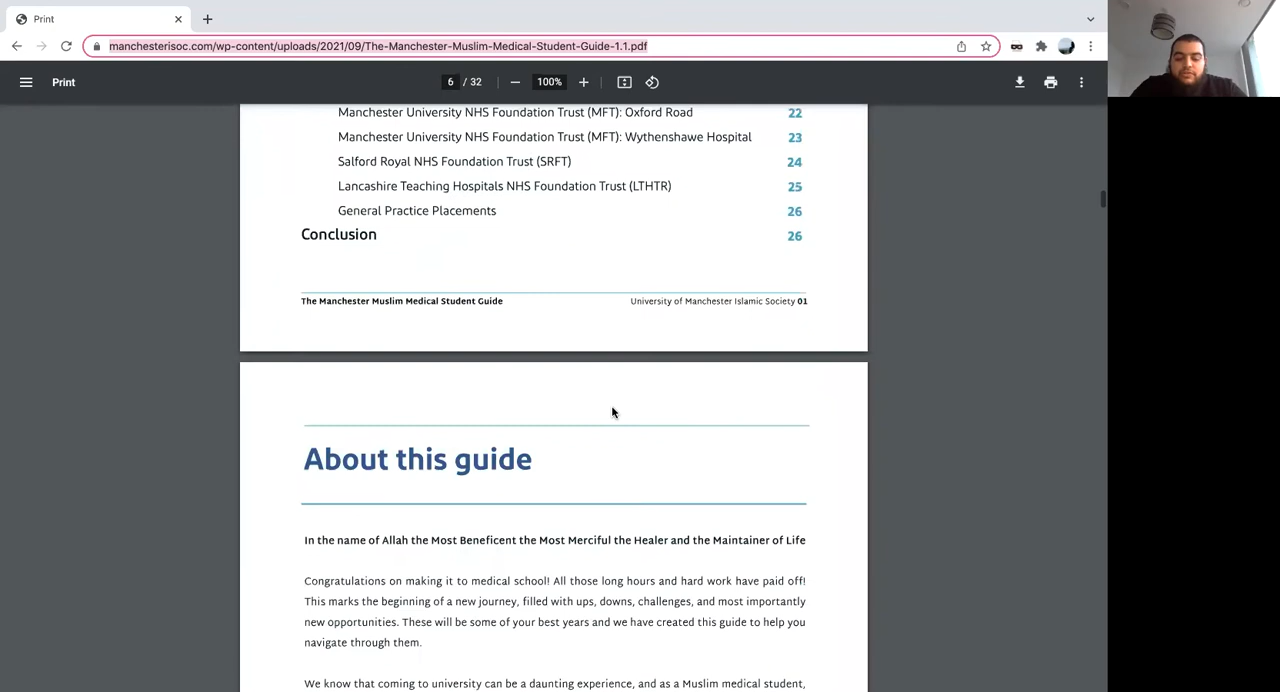 Print
manchesterisoc.com/wp-content/uploads/2021/09/The-Manchester-Muslim-Medical-Student-Guide-1.1.pdf
Print
6 / 32
100%
Manchester University NHS Foundation Trust (MFT): Oxford Road 22
Manchester University NHS Foundation Trust (MFT): Wythenshawe Hospital 23
Salford Royal NHS Foundation Trust (SRFT) 24
Lancashire Teaching Hospitals NHS Foundation Trust (LTHTR) 25
General Practice Placements 26
Conclusion 26
The Manchester Muslim Medical Student Guide University of Manchester Islamic Society 01
About this guide
In the name of Allah the Most Beneficent the Most Merciful the Healer and the Maintainer of Life
Congratulations on making it to medical school! All those long hours and hard work have paid off!
This marks the beginning of a new journey, filled with ups, downs, challenges, and most importantly
new opportunities. These will be some of your best years and we have created this guide to help you
navigate through them.
We know that coming to university can be a daunting experience, and as a Muslim medical student,